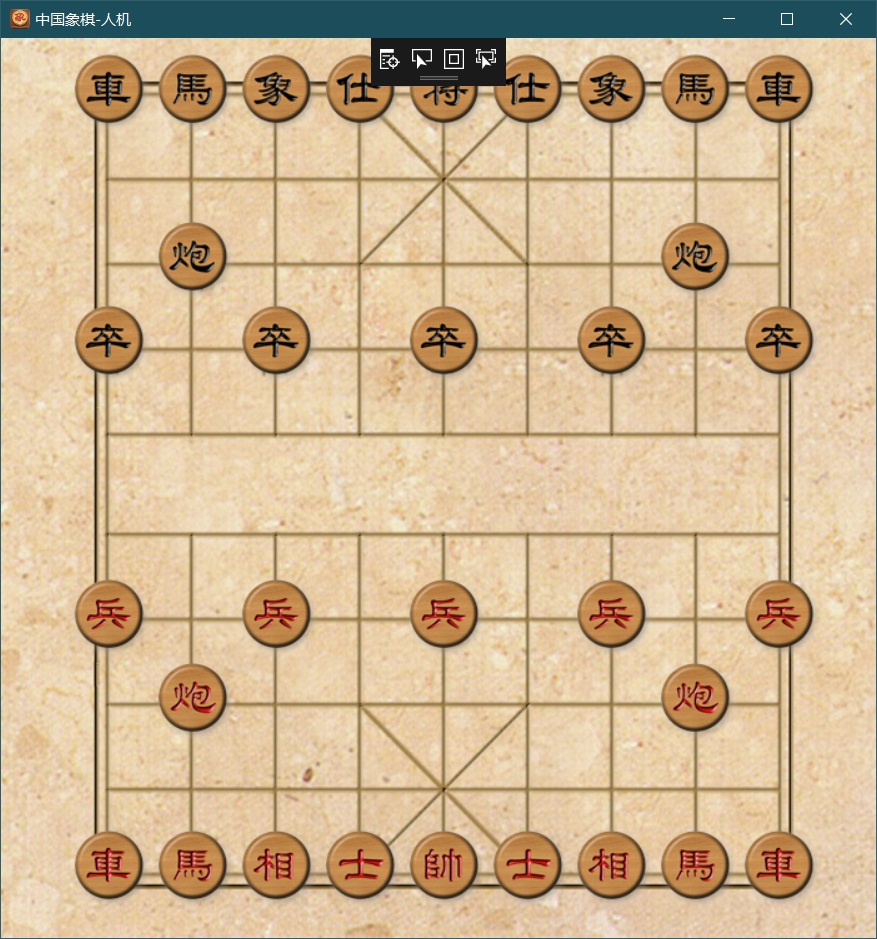 中国象棋-人机
車 馬 象 仕 将 仕 象 馬 車
炮 炮
卒 卒 卒 卒 卒
兵 兵 兵 兵 兵
炮 炮
車 馬 相 士 帥 士 相 馬 車